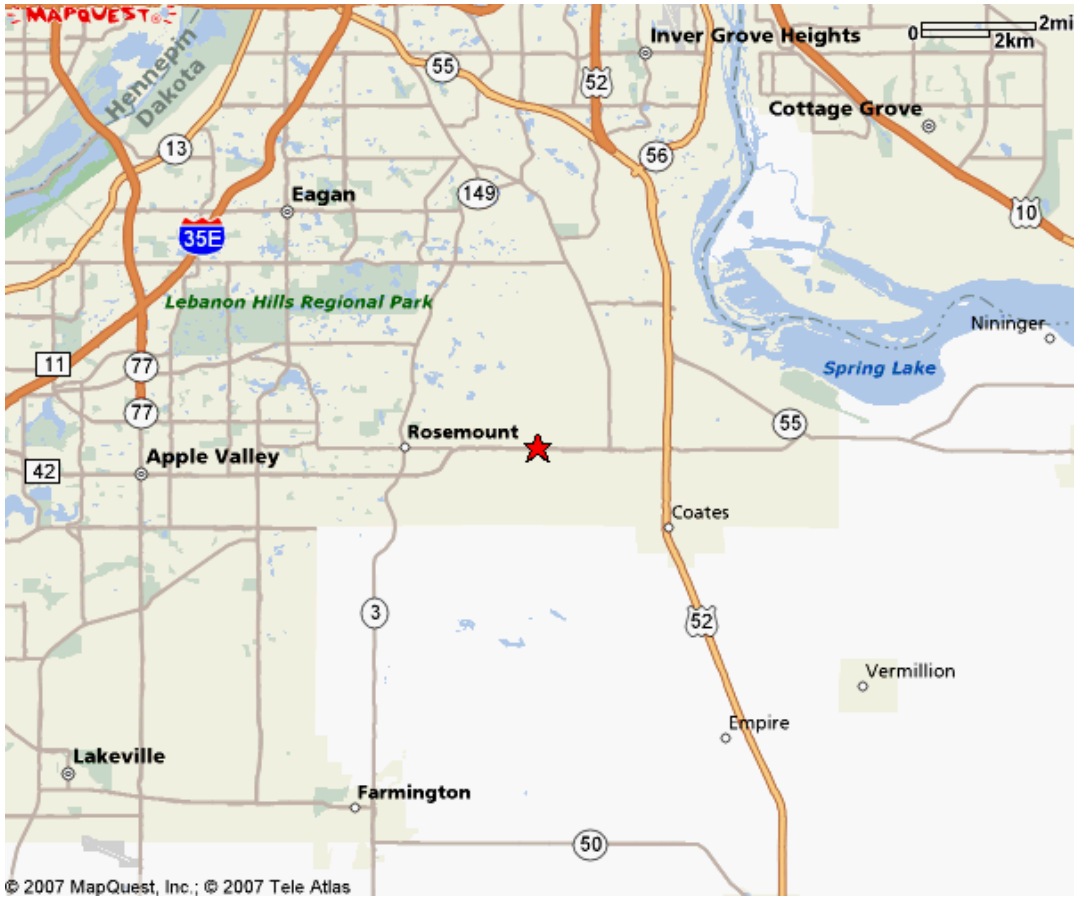 MAPQUEST
2mi
0
2km
Inver Grove Heights
55
52
Hennepin
Dakota
Cottage Grove
13
56
149
Eagan
10
35E
Lebanon Hills Regional Park
Nininger
11
77
Spring Lake
77
55
Rosemount
Apple Valley
42
Coates
3
52
Vermillion
Empire
Lakeville
Farmington
50
© 2007 MapQuest, Inc.; © 2007 Tele Atlas